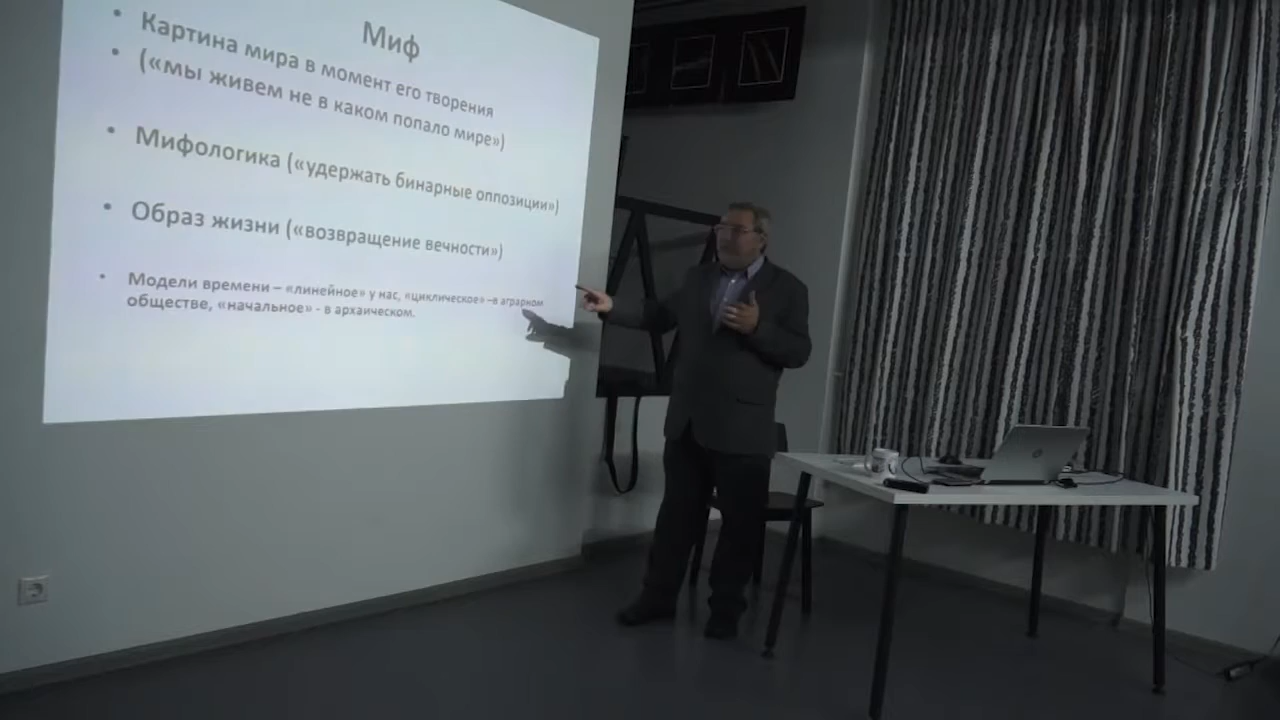 Миф
• Картина мира в момент его творения
• («мы живем не в каком попало мире»)
• Мифологика («удержать бинарные оппозиции»)
• Образ жизни («возвращение вечности»)
• Модели времени – «линейное» у нас, «циклическое» –в аграрном
обществе, «начальное» - в архаическом.